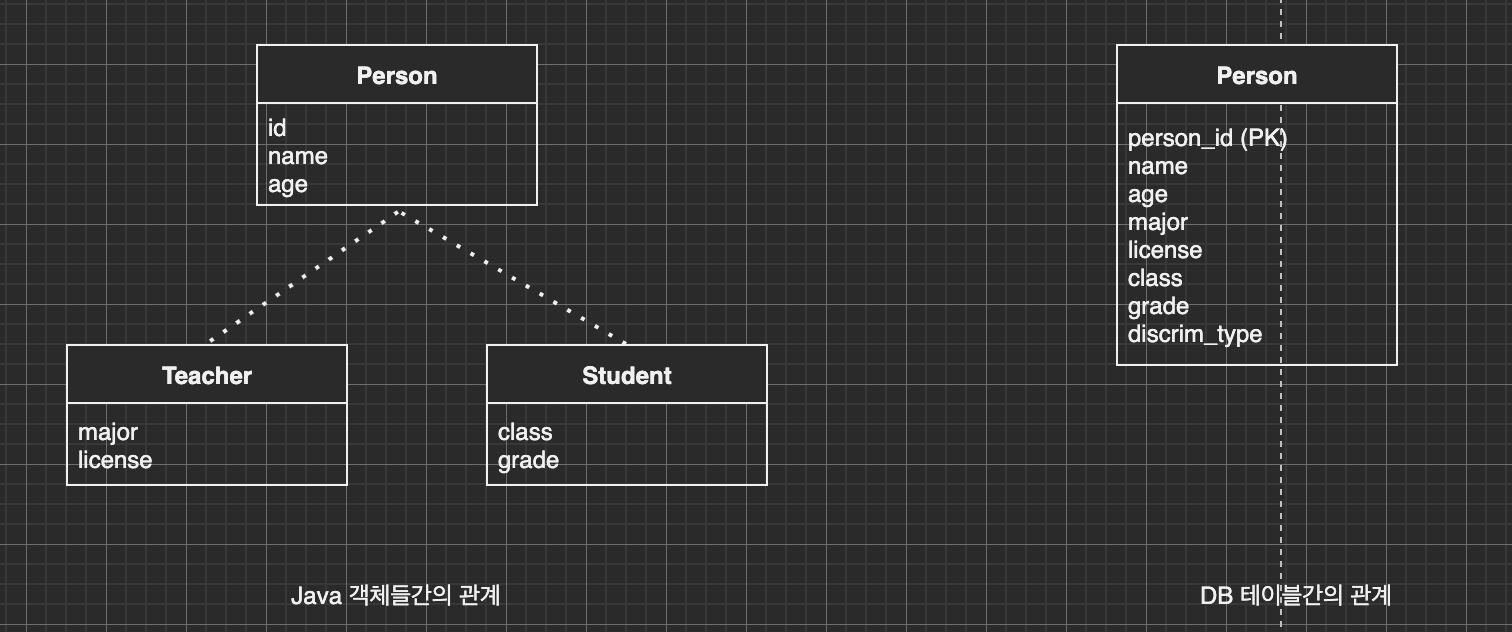 Person
id
name
age
Teacher
major
license
Student
class
grade
Java 객체들간의 관계
Person
person_id (PK)
name
age
major
license
class
grade
discrim_type
DB 테이블간의 관계